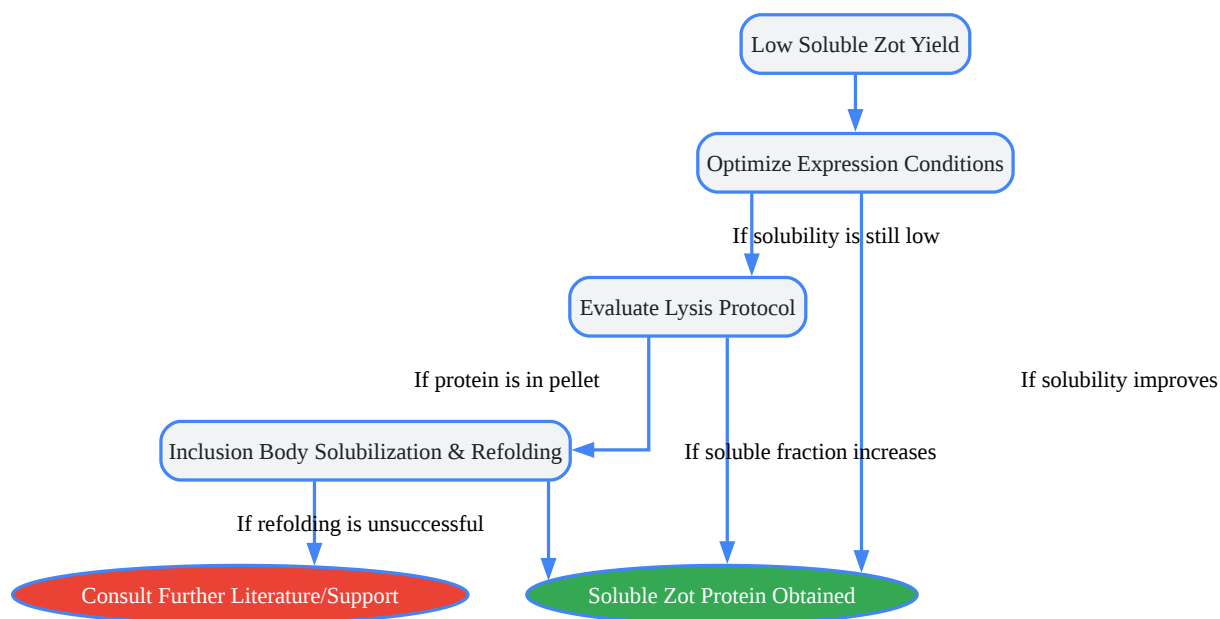 Low Soluble Zot Yield
Optimize Expression Conditions
If solubility is still low
Evaluate Lysis Protocol
If protein is in pellet
If solubility improves
Inclusion Body Solubilization & Refolding
If soluble fraction increases
If refolding is unsuccessful
Consult Further Literature/Support
Soluble Zot Protein Obtained